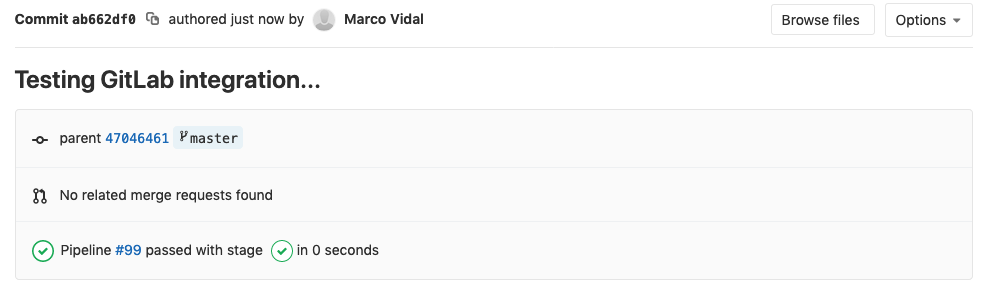 Commit ab662df0 authored just now by Marco Vidal Browse files Options
Testing GitLab integration...
parent 47046461 master
No related merge requests found
Pipeline #99 passed with stage in 0 seconds